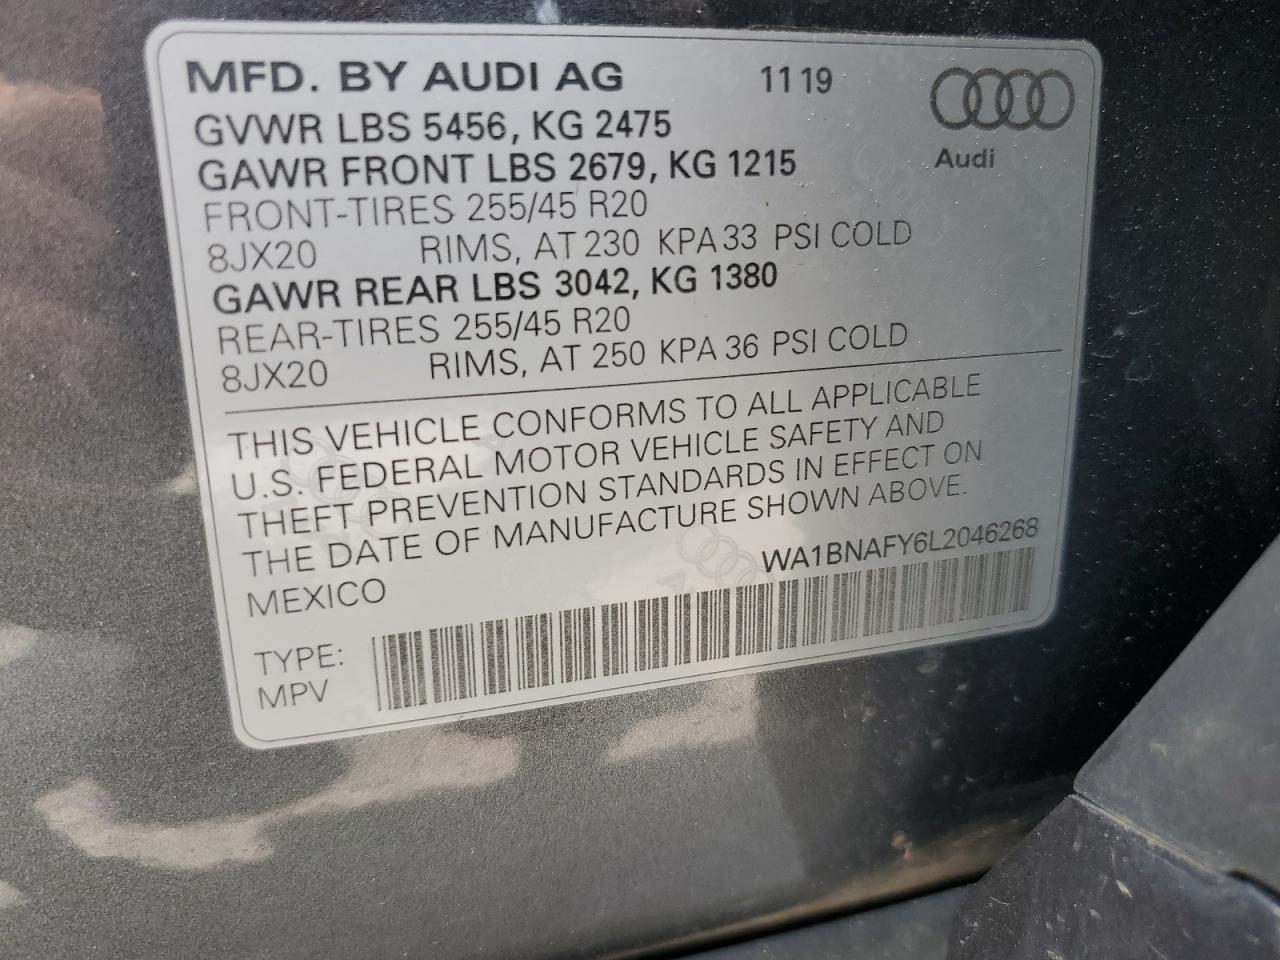 MFD. BY AUDI AG 11 19
Audi
GVWR LBS 5456, KG 2475
GAWR FRONT LBS 2679, KG 1215
FRONT-TIRES 255/45 R20
8JX20 RIMS, AT 230 KPA 33 PSI COLD
GAWR REAR LBS 3042, KG 1380
REAR-TIRES 255/45 R20
8JX20 RIMS, AT 250 KPA 36 PSI COLD
THIS VEHICLE CONFORMS TO ALL APPLICABLE
U.S. FEDERAL MOTOR VEHICLE SAFETY AND
THEFT PREVENTION STANDARDS IN EFFECT ON
THE DATE OF MANUFACTURE SHOWN ABOVE.
WA1BNAFY6L2046268
MEXICO
TYPE:
MPV